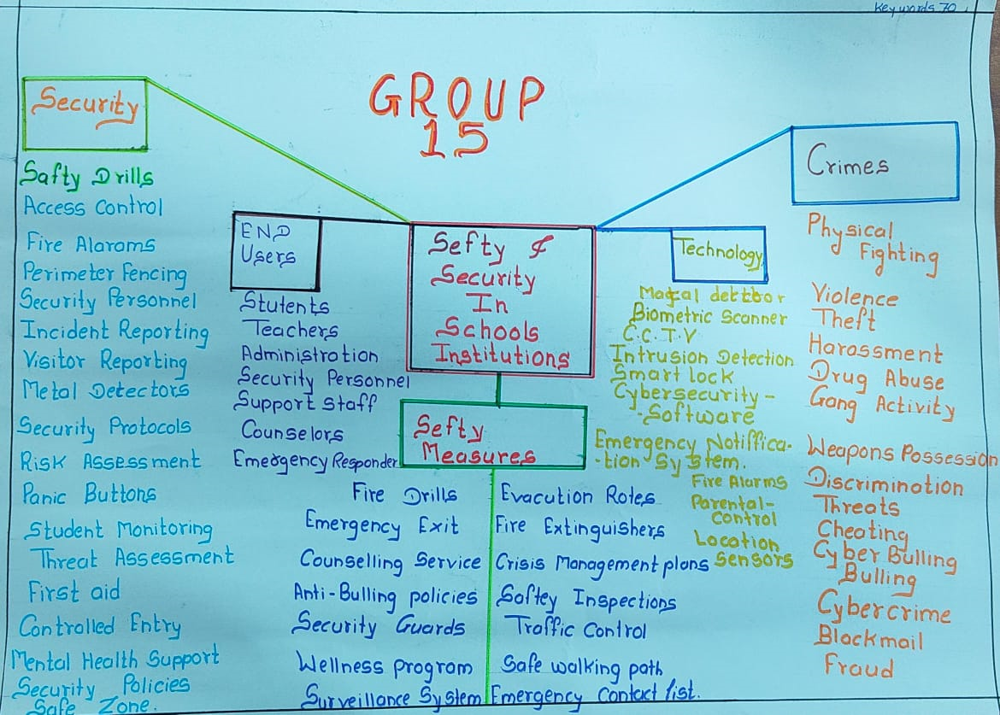 Key words 70
GROUP
15
Security
Safty Drills
Access Control
Fire Alaroms
Perimeter Fencing
Security Personnel
Incident Reporting
Visitor Reporting
Metal Detectors
Security Protocols
Risk Assessment
Panic Buttons
Student Monitoring
Threat Assessment
First aid
Controlled Entry
Mental Health Support
Security Policies
Safe Zone.
END
Users
Stutents
Teachers
Administration
Security Personnel
Support Staff
Counselors
Emergency Responder
Sefty &
Security
In
Schools
Institutions
Sefty
Measures
Fire Drills
Emergency Exit
Counselling Service
Anti-Bulling policies
Security Guards
Wellness program
Surveillance System
Evacution Rotes
Fire Extinguishers
Crisis Management plans
Saftey Inspections
Traffic Control
Safe walking path
Emergency Contact list.
Technology
Biometric Scanner
C.C.T.V
Intrusion Detection
Smart lock
Cybersecurity-
-Software
Emergency Notiffica-
-tion System.
Fire Alarms
Parental-
Control
Location
Sensors
Crimes
Physical
Fighting
Violence
Theft
Harassment
Drug Abuse
Gang Activity
Weapons Possession
Discrimination
Threats
Cheating
Cyber Bulling
Bulling
Cybercrime
Blackmail
Fraud